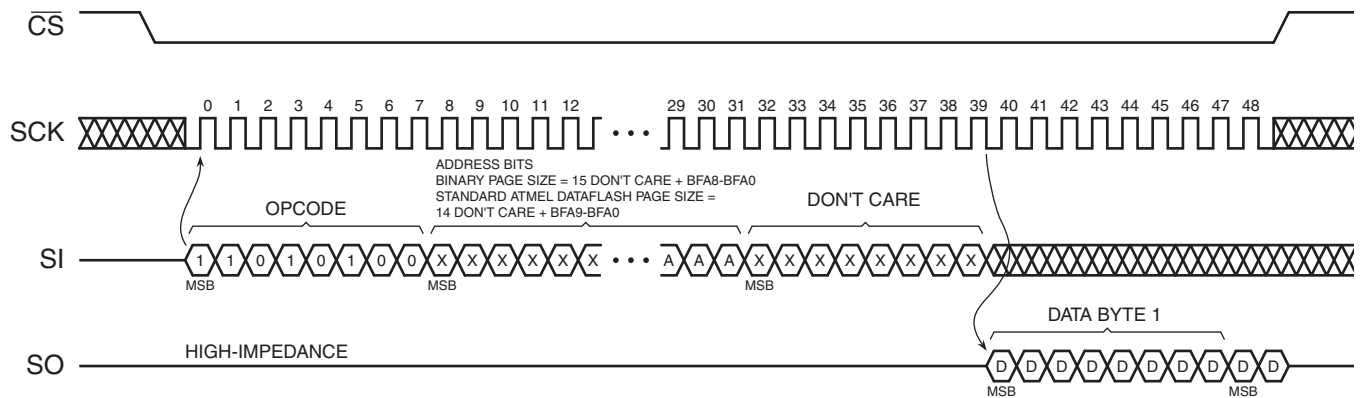 CS
0 1 2 3 4 5 6 7 8 9 10 11 12 29 30 31 32 33 34 35 36 37 38 39 40 41 42 43 44 45 46 47 48
SCK
ADDRESS BITS
BINARY PAGE SIZE = 15 DON'T CARE + BFA8-BFA0
STANDARD ATMEL DATAFLASH PAGE SIZE =
14 DON'T CARE + BFA9-BFA0
OPCODE
DON'T CARE
SI
1 1 0 1 0 1 0 0 X X X X X X A A A X X X X X X X X
MSB MSB MSB
DATA BYTE 1
HIGH-IMPEDANCE
SO
D D D D D D D D D D
MSB MSB